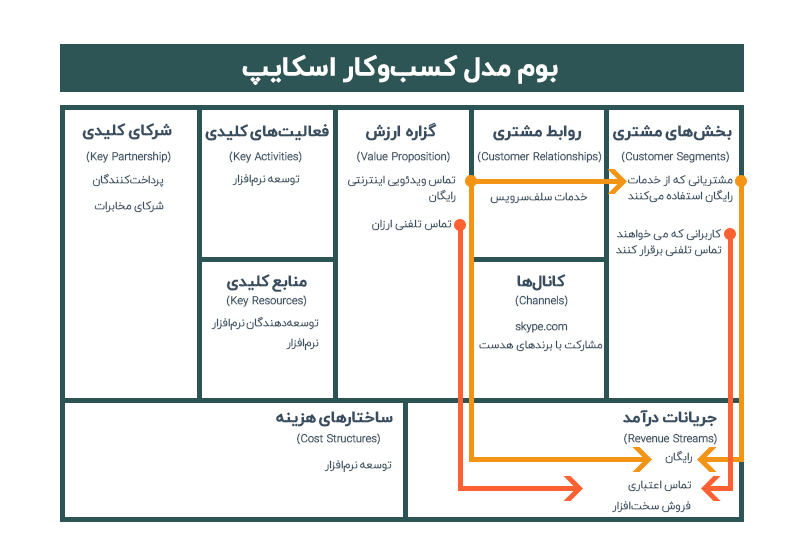 بوم مدل کسب‌وکار اسکایپ
بخش‌های مشتری
(Customer Segments)
مشتریانی که از خدمات
رایگان استفاده می‌کنند
کاربرانی که می خواهند
تماس تلفنی برقرار کنند
روابط مشتری
(Customer Relationships)
خدمات سلف‌سرویس
کانال‌ها
(Channels)
skype.com
مشارکت با برندهای هدست
گزاره ارزش
(Value Proposition)
تماس ویدئویی اینترنتی
رایگان
تماس تلفنی ارزان
فعالیت‌های کلیدی
(Key Activities)
توسعه نرم‌افزار
منابع کلیدی
(Key Resources)
توسعه‌دهندگان نرم‌افزار
نرم‌افزار
شرکای کلیدی
(Key Partnership)
پرداخت‌کنندگان
شرکای مخابرات
جریانات درآمد
(Revenue Streams)
رایگان
تماس اعتباری
فروش سخت‌افزار
ساختارهای هزینه
(Cost Structures)
توسعه نرم‌افزار